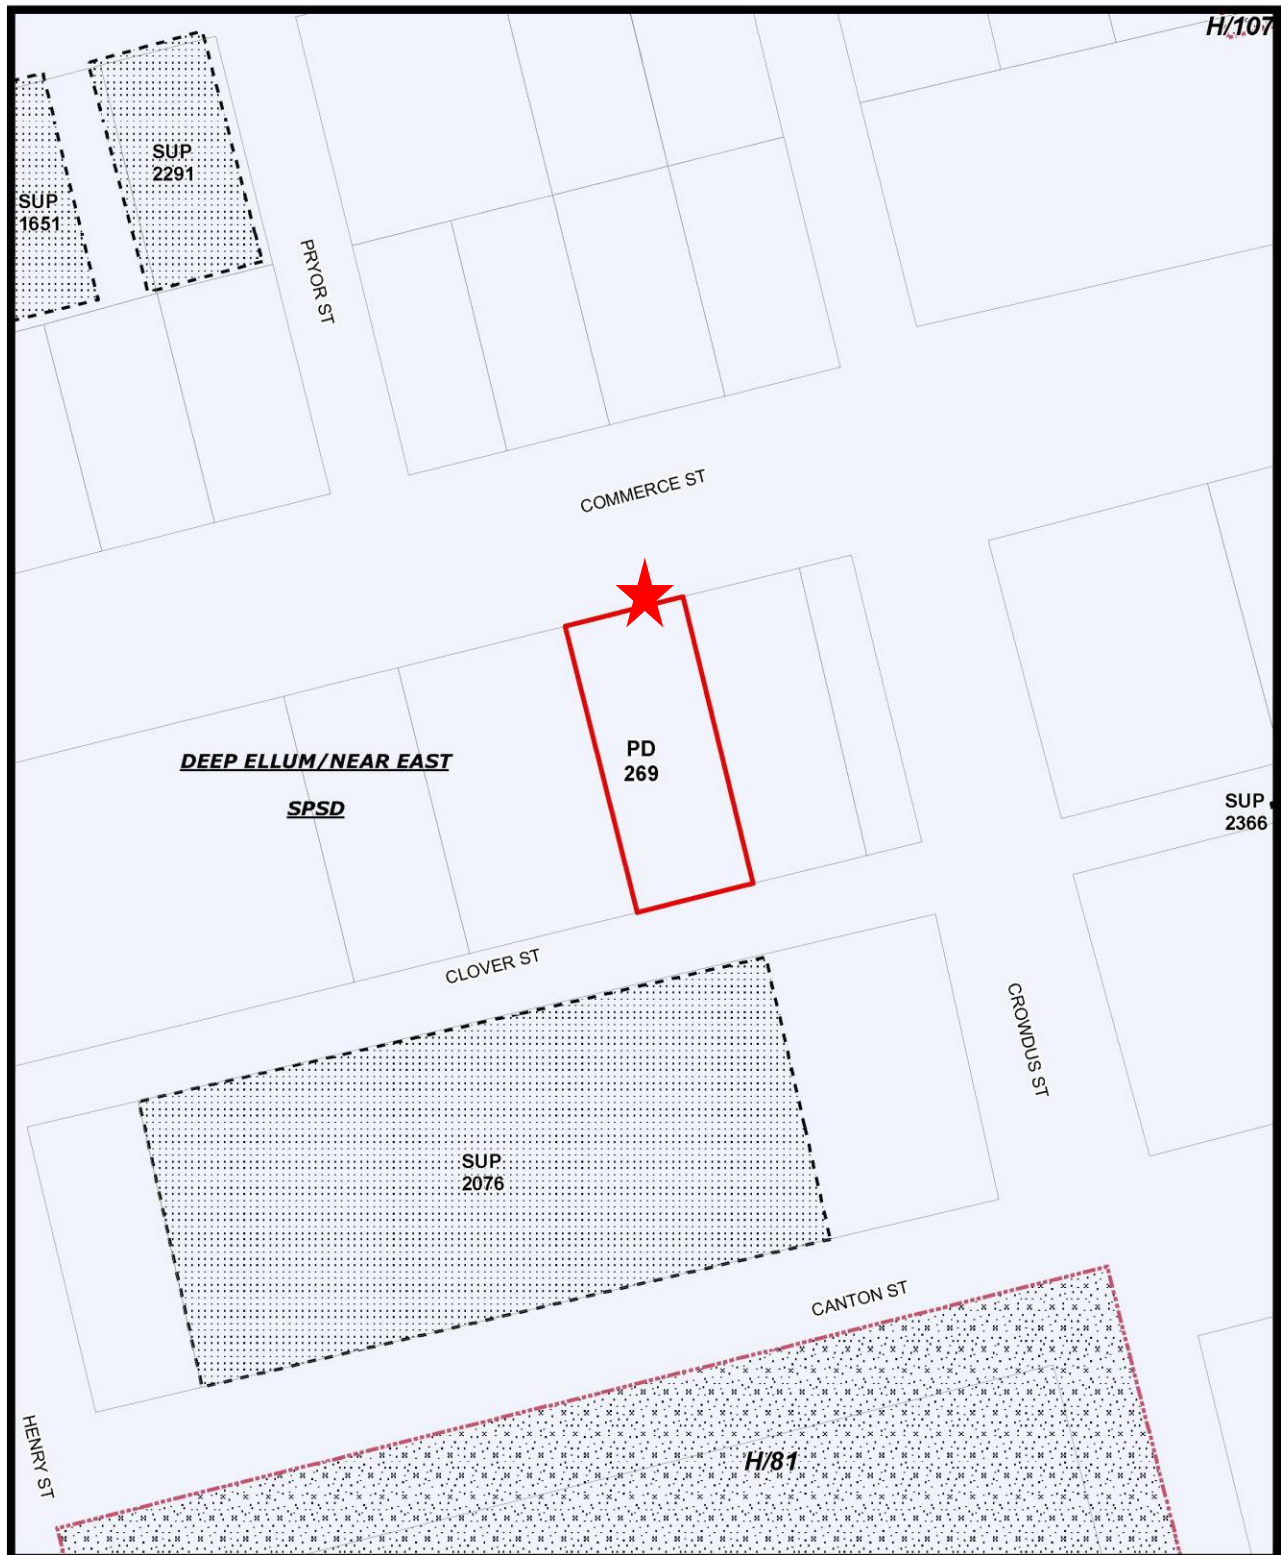 H/107
SUP
2291
SUP
1651
PRYOR ST
COMMERCE ST
PD
269
DEEP ELLUM/NEAR EAST
SPSD
SUP
2366
CLOVER ST
CROWDUS ST
SUP
2076
CANTON ST
HENRY ST
H/81